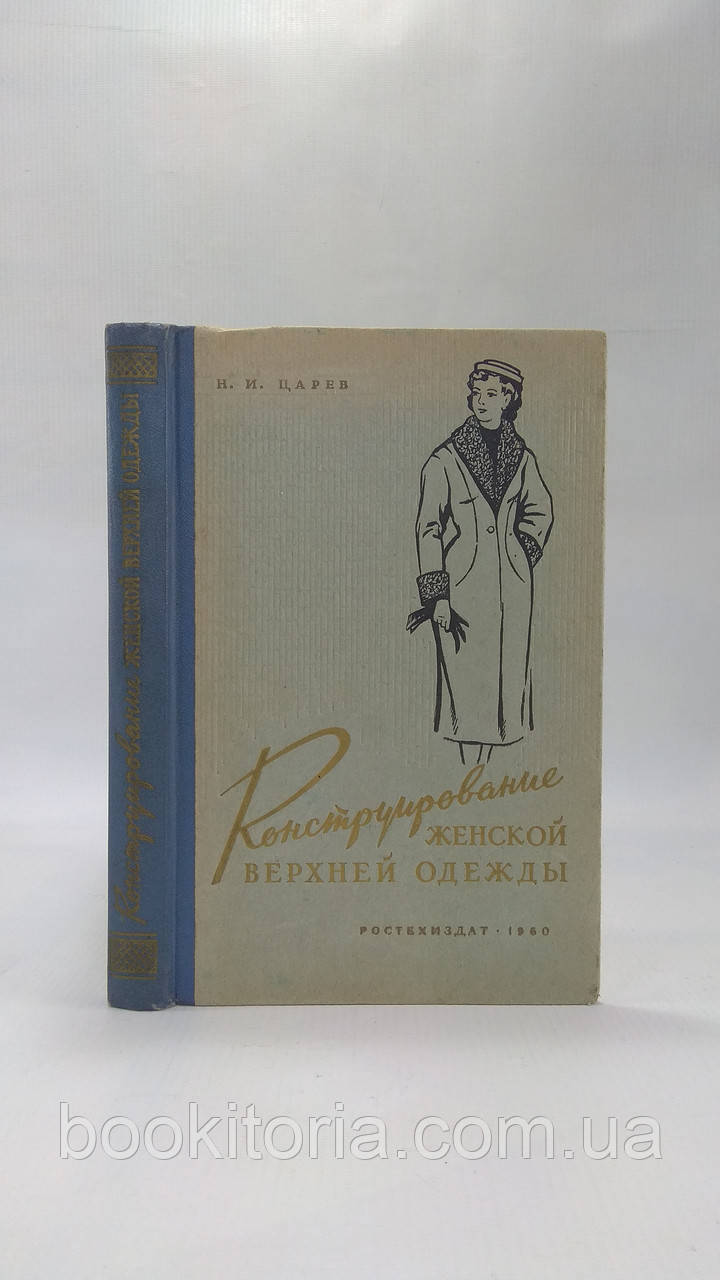 Н. И. ЦАРЕВ
Конструирование
ЖЕНСКОЙ
ВЕРХНЕЙ ОДЕЖДЫ
РОСТЕХИЗДАТ · 1960
Конструирование ЖЕНСКОЙ ВЕРХНЕЙ ОДЕЖДЫ
bookitoria.com.ua